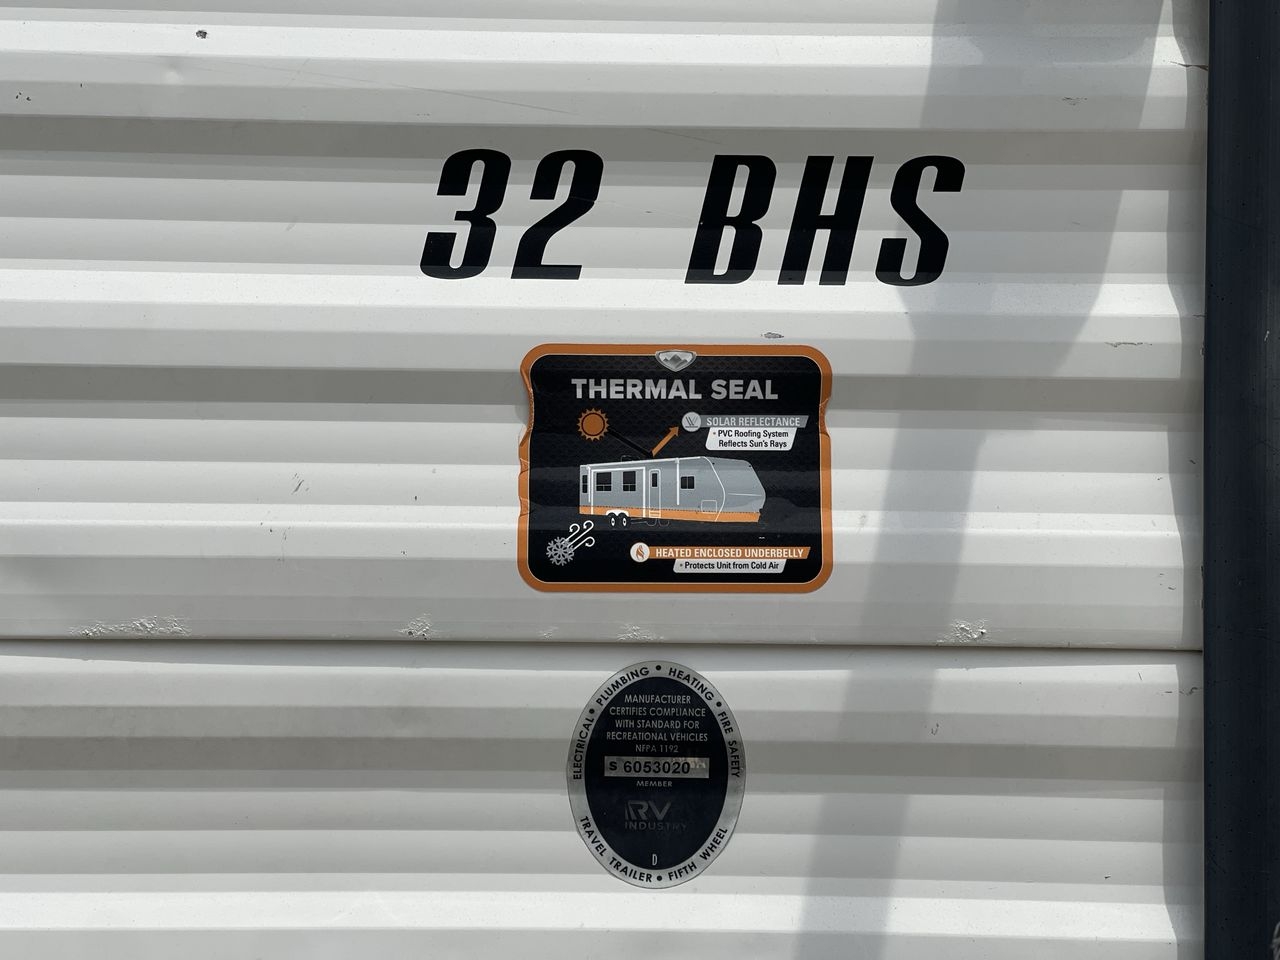 32 BHS
THERMAL SEAL
SOLAR REFLECTANCE
• PVC Roofing System
Reflects Sun's Rays
HEATED ENCLOSED UNDERBELLY
• Protects Unit from Cold Air
ELECTRICAL • PLUMBING • HEATING • FIRE SAFETY
MANUFACTURER
CERTIFIES COMPLIANCE
WITH STANDARD FOR
RECREATIONAL VEHICLES
NFPA 1192
S 6053020
MEMBER
RV
INDUSTRY
D
TRAVEL TRAILER • FIFTH WHEEL